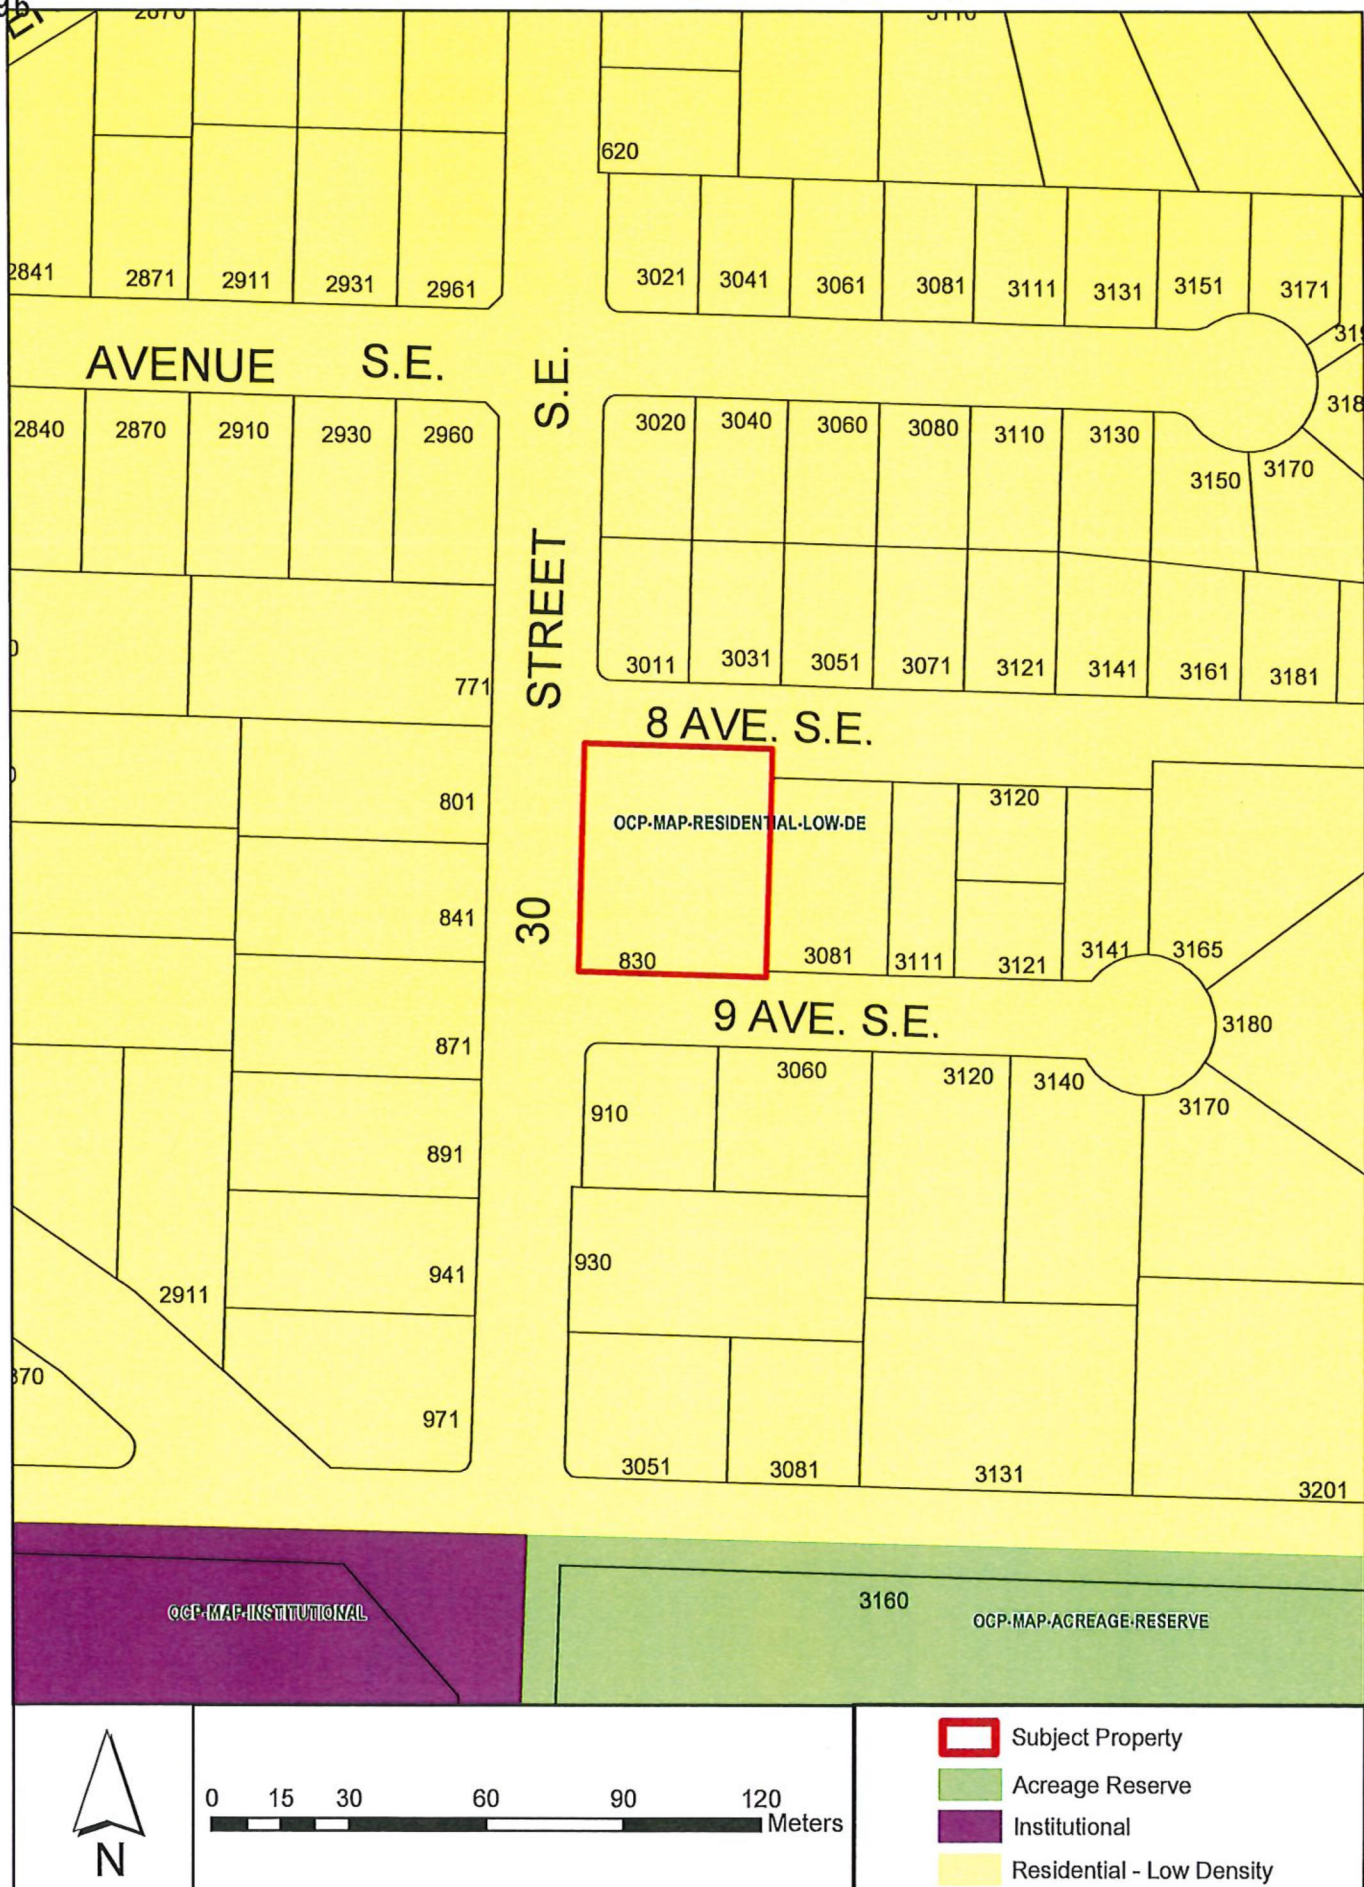 2870
620
2841 2871 2911 2931 2961 3021 3041 3061 3081 3111 3131 3151 3171
AVENUE S.E.
S.E.
2840 2870 2910 2930 2960 3020 3040 3060 3080 3110 3130
3150 3170
STREET
771 3011 3031 3051 3071 3121 3141 3161 3181
8 AVE. S.E.
801 3120
OCP-MAP-RESIDENTIAL-LOW-DE
841
30
830 3081 3111 3121 3141 3165
9 AVE. S.E.
3180
871 3060 3120 3140
910 3170
891
930
941
2911
971
3051 3081 3131 3201
OCP-MAP-INSTITUTIONAL
3160
OCP-MAP-ACREAGE-RESERVE
N
0 15 30 60 90 120
Meters
Subject Property
Acreage Reserve
Institutional
Residential - Low Density